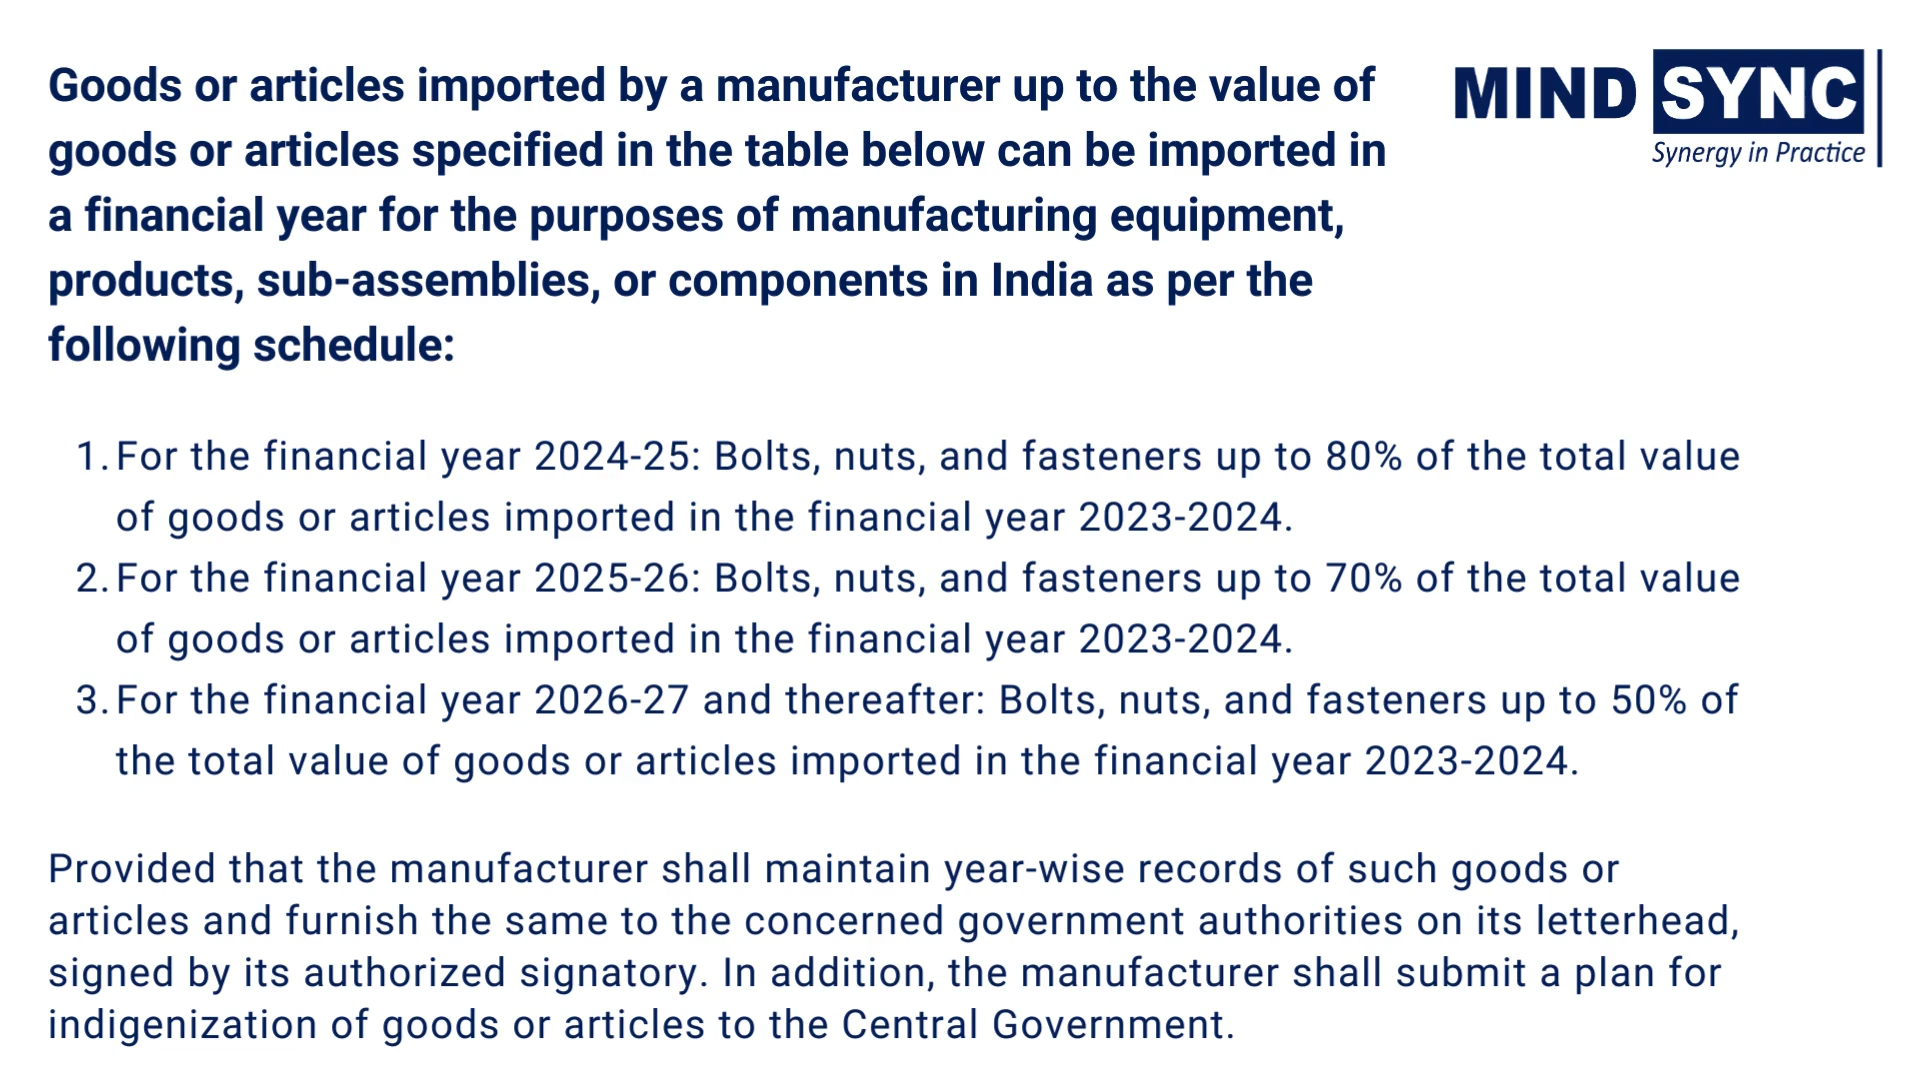 Goods or articles imported by a manufacturer up to the value of
goods or articles specified in the table below can be imported in
a financial year for the purposes of manufacturing equipment,
products, sub-assemblies, or components in India as per the
following schedule:
MIND SYNC
Synergy in Practice
1. For the financial year 2024-25: Bolts, nuts, and fasteners up to 80% of the total value
of goods or articles imported in the financial year 2023-2024.
2. For the financial year 2025-26: Bolts, nuts, and fasteners up to 70% of the total value
of goods or articles imported in the financial year 2023-2024.
3. For the financial year 2026-27 and thereafter: Bolts, nuts, and fasteners up to 50% of
the total value of goods or articles imported in the financial year 2023-2024.
Provided that the manufacturer shall maintain year-wise records of such goods or
articles and furnish the same to the concerned government authorities on its letterhead,
signed by its authorized signatory. In addition, the manufacturer shall submit a plan for
indigenization of goods or articles to the Central Government.